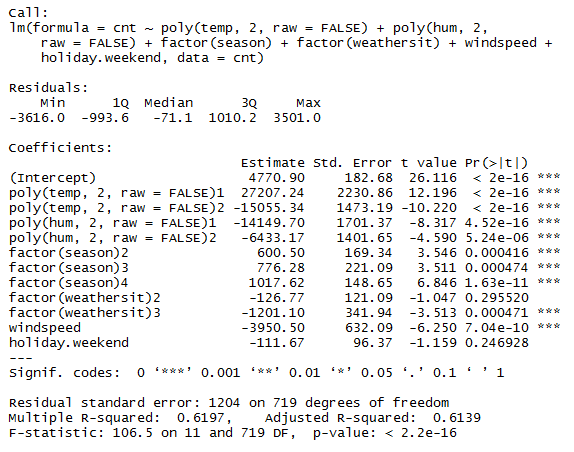 Call:
lm(formula = cnt ~ poly(temp, 2, raw = FALSE) + poly(hum, 2,
    raw = FALSE) + factor(season) + factor(weathersit) + windspeed +
    holiday.weekend, data = cnt)

Residuals:
    Min      1Q  Median      3Q     Max
-3616.0  -993.6   -71.1  1010.2  3501.0

Coefficients:
                             Estimate Std. Error t value Pr(>|t|)
(Intercept)                   4770.90     182.68  26.116  < 2e-16 ***
poly(temp, 2, raw = FALSE)1  27207.24    2230.86  12.196  < 2e-16 ***
poly(temp, 2, raw = FALSE)2 -15055.34    1473.19 -10.220  < 2e-16 ***
poly(hum, 2, raw = FALSE)1  -14149.70    1701.37  -8.317 4.52e-16 ***
poly(hum, 2, raw = FALSE)2   -6433.17    1401.65  -4.590 5.24e-06 ***
factor(season)2                600.50     169.34   3.546 0.000416 ***
factor(season)3                776.28     221.09   3.511 0.000474 ***
factor(season)4               1017.62     148.65   6.846 1.63e-11 ***
factor(weathersit)2           -126.77     121.09  -1.047 0.295520
factor(weathersit)3          -1201.10     341.94  -3.513 0.000471 ***
windspeed                    -3950.50     632.09  -6.250 7.04e-10 ***
holiday.weekend               -111.67      96.37  -1.159 0.246928
---
Signif. codes:  0 ‘***’ 0.001 ‘**’ 0.01 ‘*’ 0.05 ‘.’ 0.1 ‘ ’ 1

Residual standard error: 1204 on 719 degrees of freedom
Multiple R-squared:  0.6197,    Adjusted R-squared:  0.6139
F-statistic: 106.5 on 11 and 719 DF,  p-value: < 2.2e-16